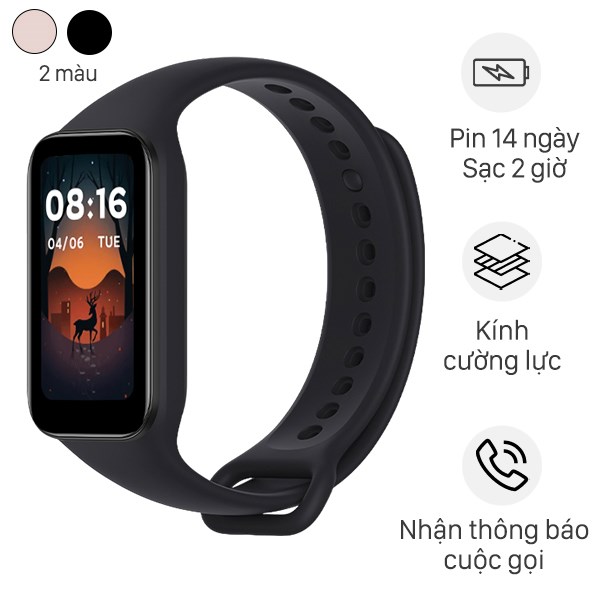 2 màu
08:16
04/06 TUE
Pin 14 ngày
Sạc 2 giờ
Kính
cường lực
Nhận thông báo
cuộc gọi